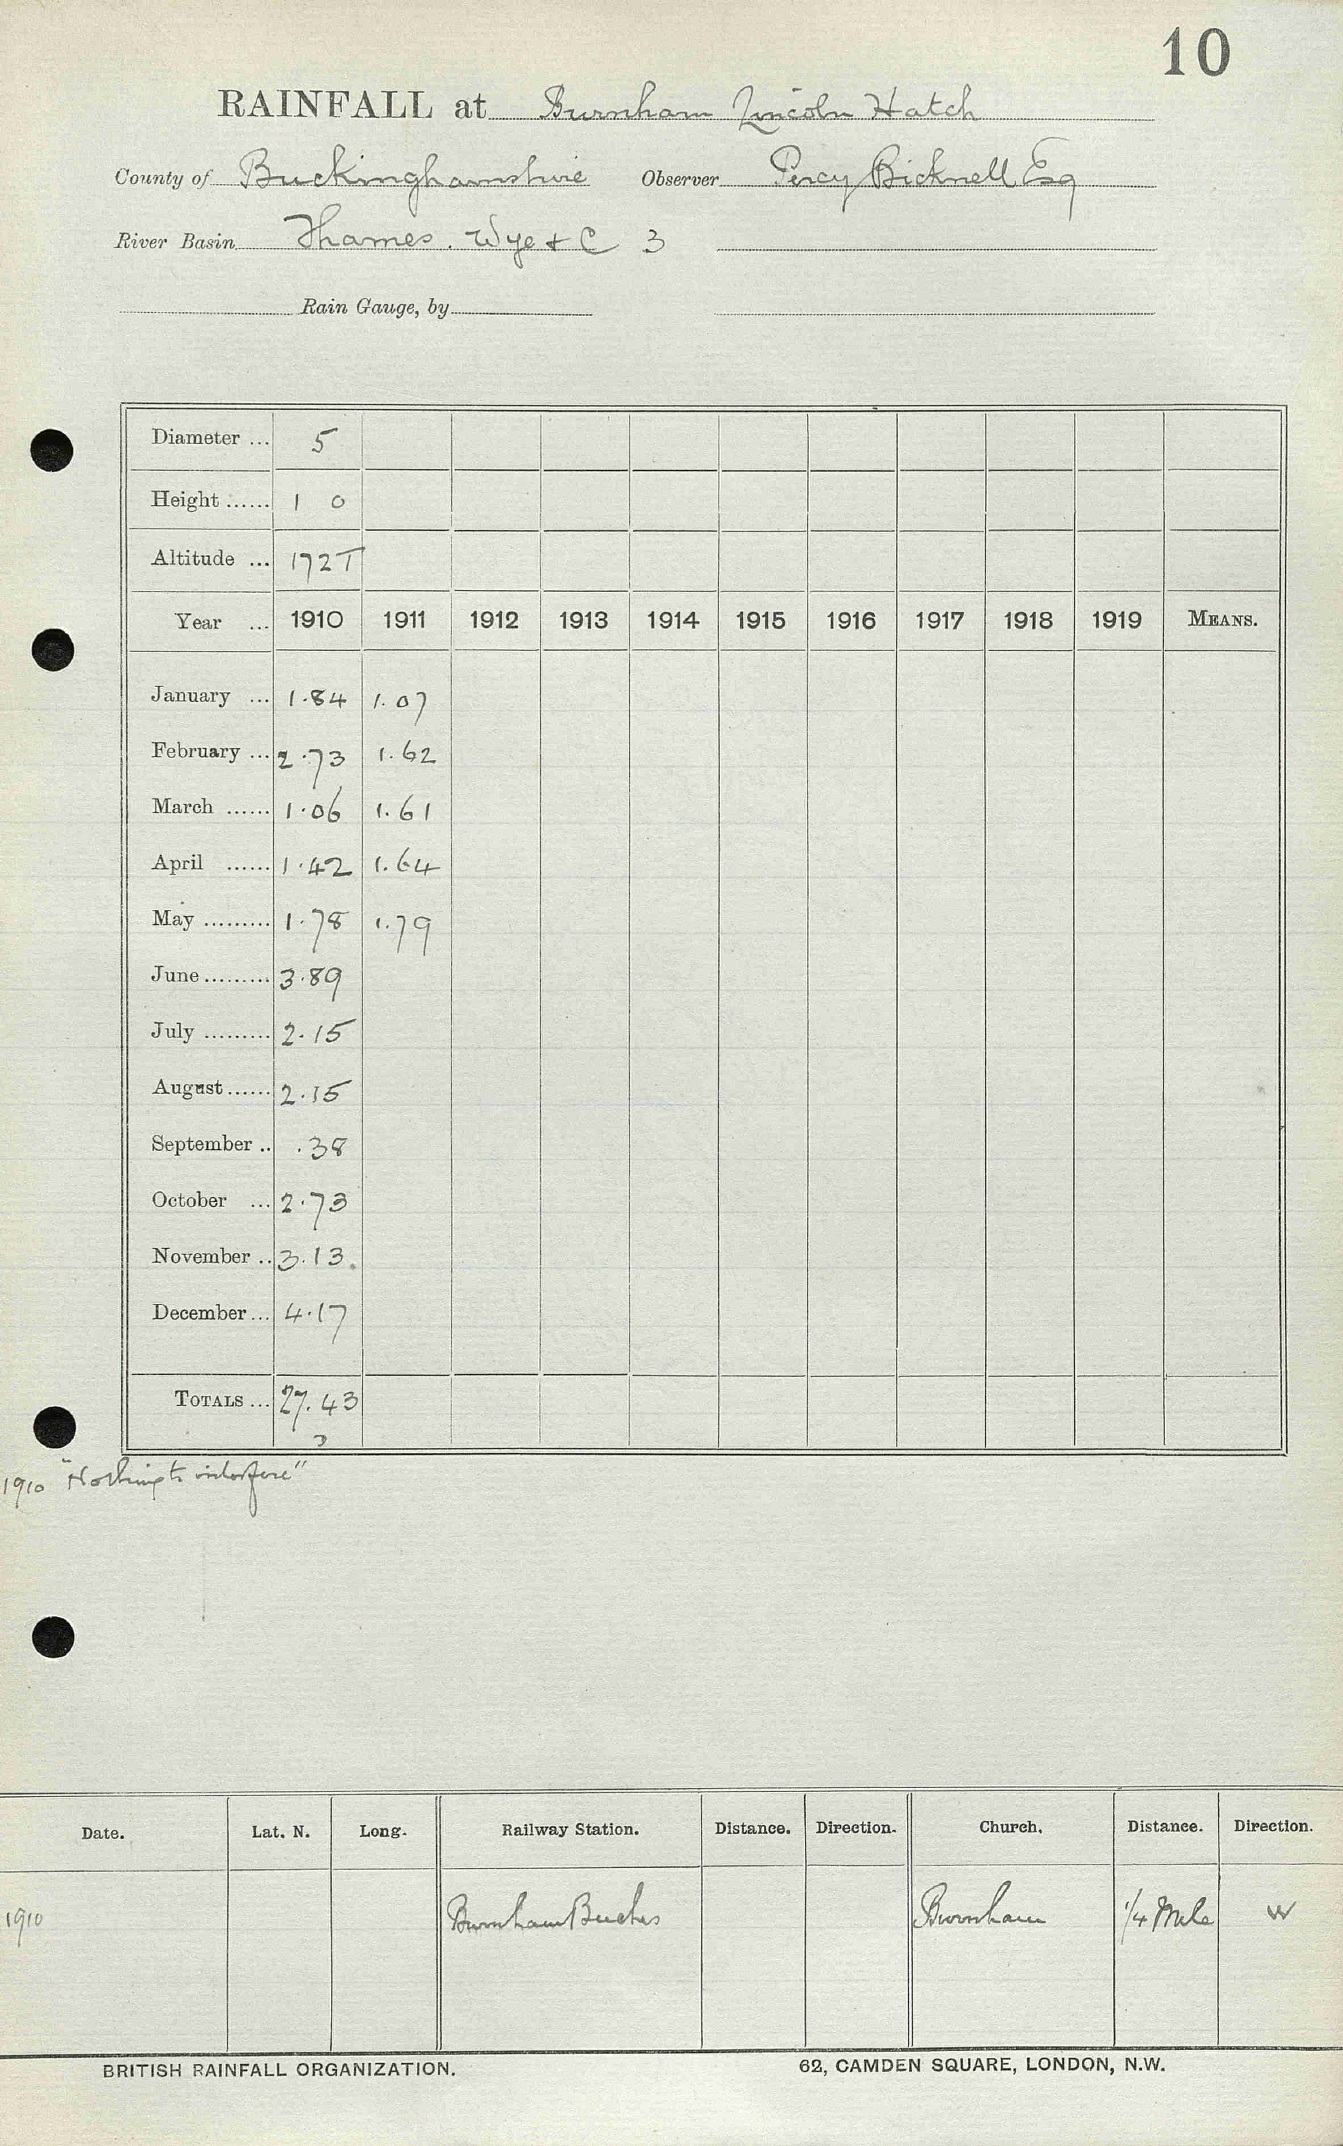 10
RAINFALL at Burnham Lincoln Hatch
County of Buckinghamshire Observer Percy Bicknell Esq
River Basin Thames. Wye & C 3
Rain Gauge, by
Diameter ... 5
Height ...... 1 0
Altitude ... 172T
Year ... 1910 1911 1912 1913 1914 1915 1916 1917 1918 1919 MEANS.
January ... 1.84 1.07
February ... 2.73 1.62
March ...... 1.06 1.61
April ...... 1.42 1.64
May ......... 1.78 1.79
June ......... 3.89
July ......... 2.15
August ...... 2.15
September .. .38
October ... 2.73
November .. 3.13
December ... 4.17
TOTALS ... 27.43
3
1910 "Nothing to interfere"
Date. Lat. N. Long. Railway Station. Distance. Direction. Church. Distance. Direction.
1910 Burnham Beeches Burnham 1/4 Mile W
BRITISH RAINFALL ORGANIZATION. 62, CAMDEN SQUARE, LONDON, N.W.